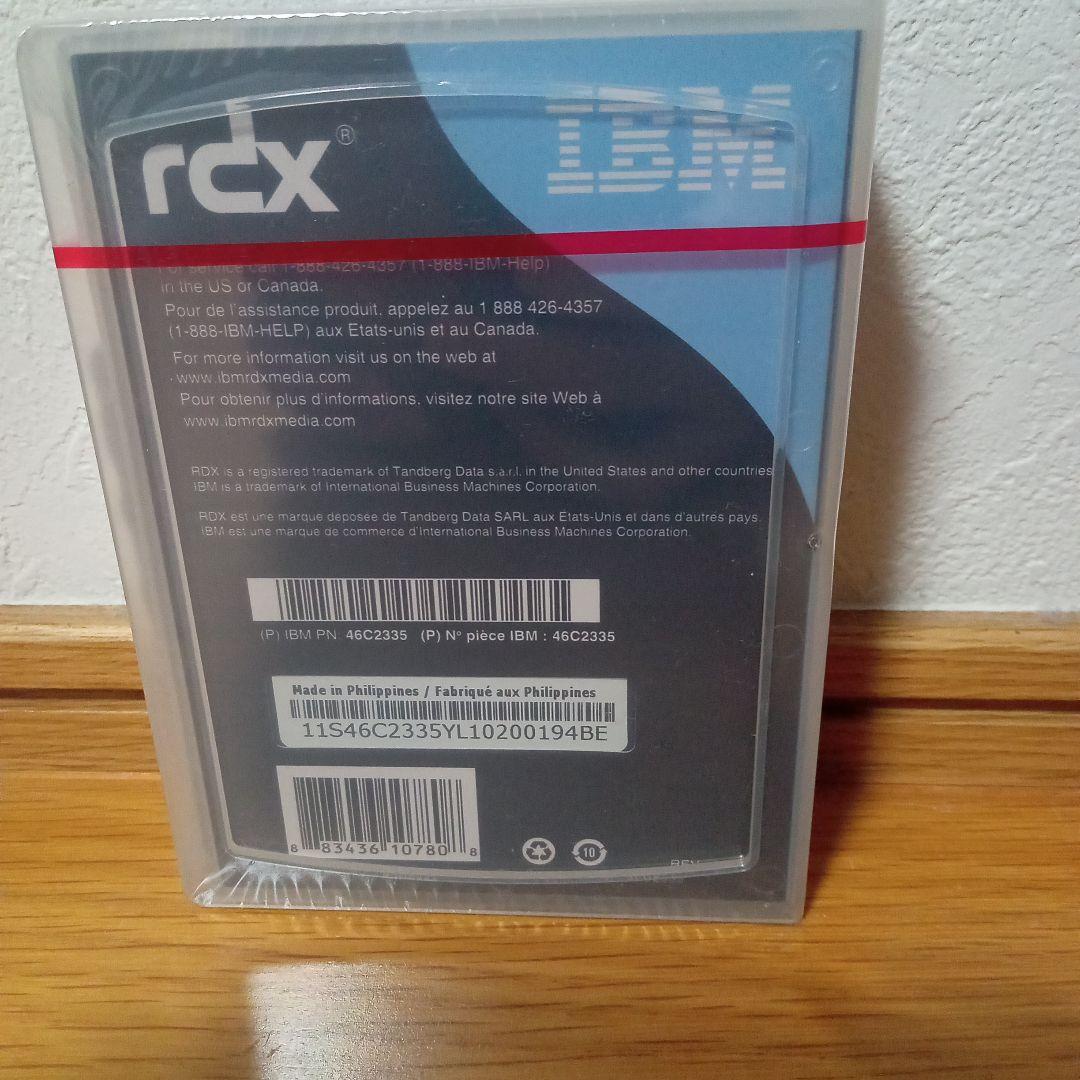 rdx®
IBM
For service call 1-888-426-4357 (1-888-IBM-Help)
in the US or Canada.
Pour de l'assistance produit, appelez au 1 888 426-4357
(1-888-IBM-HELP) aux Etats-unis et au Canada.
For more information visit us on the web at
www.ibmrdxmedia.com
Pour obtenir plus d'informations, visitez notre site Web à
www.ibmrdxmedia.com
RDX is a registered trademark of Tandberg Data s.a.r.l. in the United States and other countries
IBM is a trademark of International Business Machines Corporation.
RDX est une marque déposée de Tandberg Data SARL aux États-Unis et dans d'autres pays.
IBM est une marque de commerce d'International Business Machines Corporation.
(P) IBM PN: 46C2335 (P) N° pièce IBM : 46C2335
Made in Philippines / Fabriqué aux Philippines
11S46C2335YL10200194BE
8 83436 10780 8
10
REV